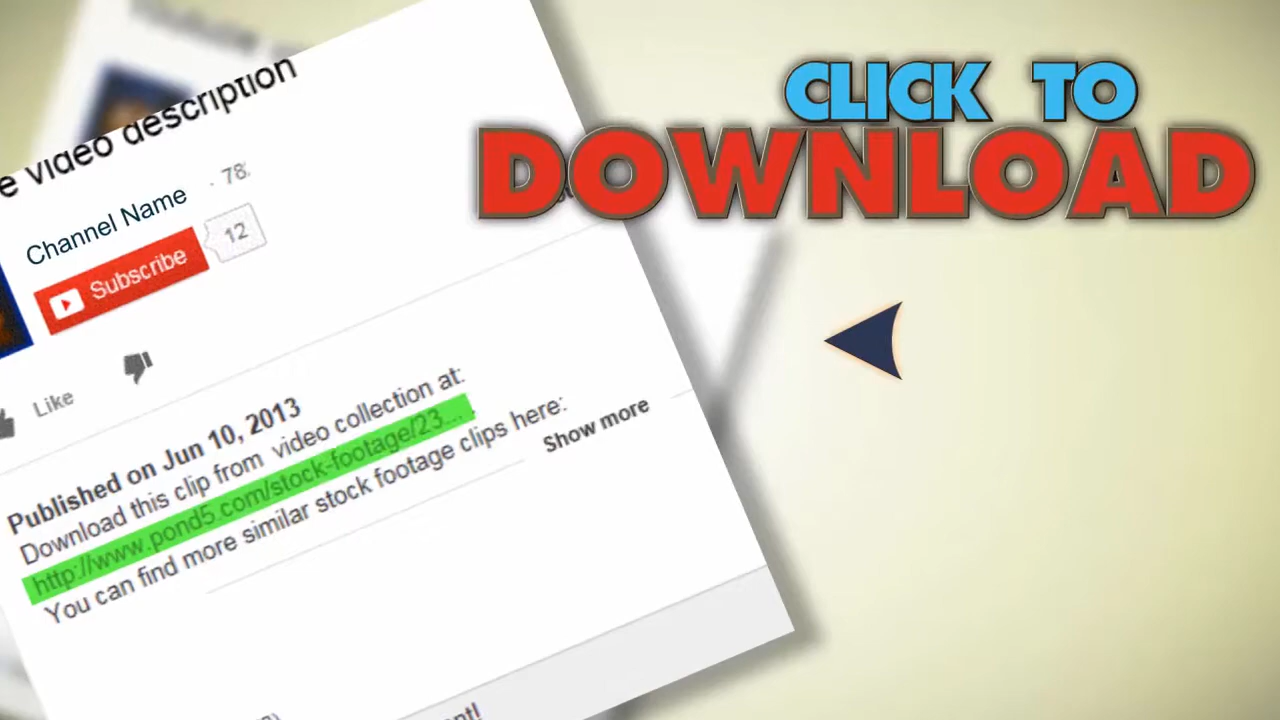 CLICK TO
DOWNLOAD
e video description
Channel Name
78
Subscribe
12
Like
Published on Jun 10, 2013
Download this clip from video collection at:
http://www.pond5.com/stock-footage/23...
You can find more similar stock footage clips here:
Show more